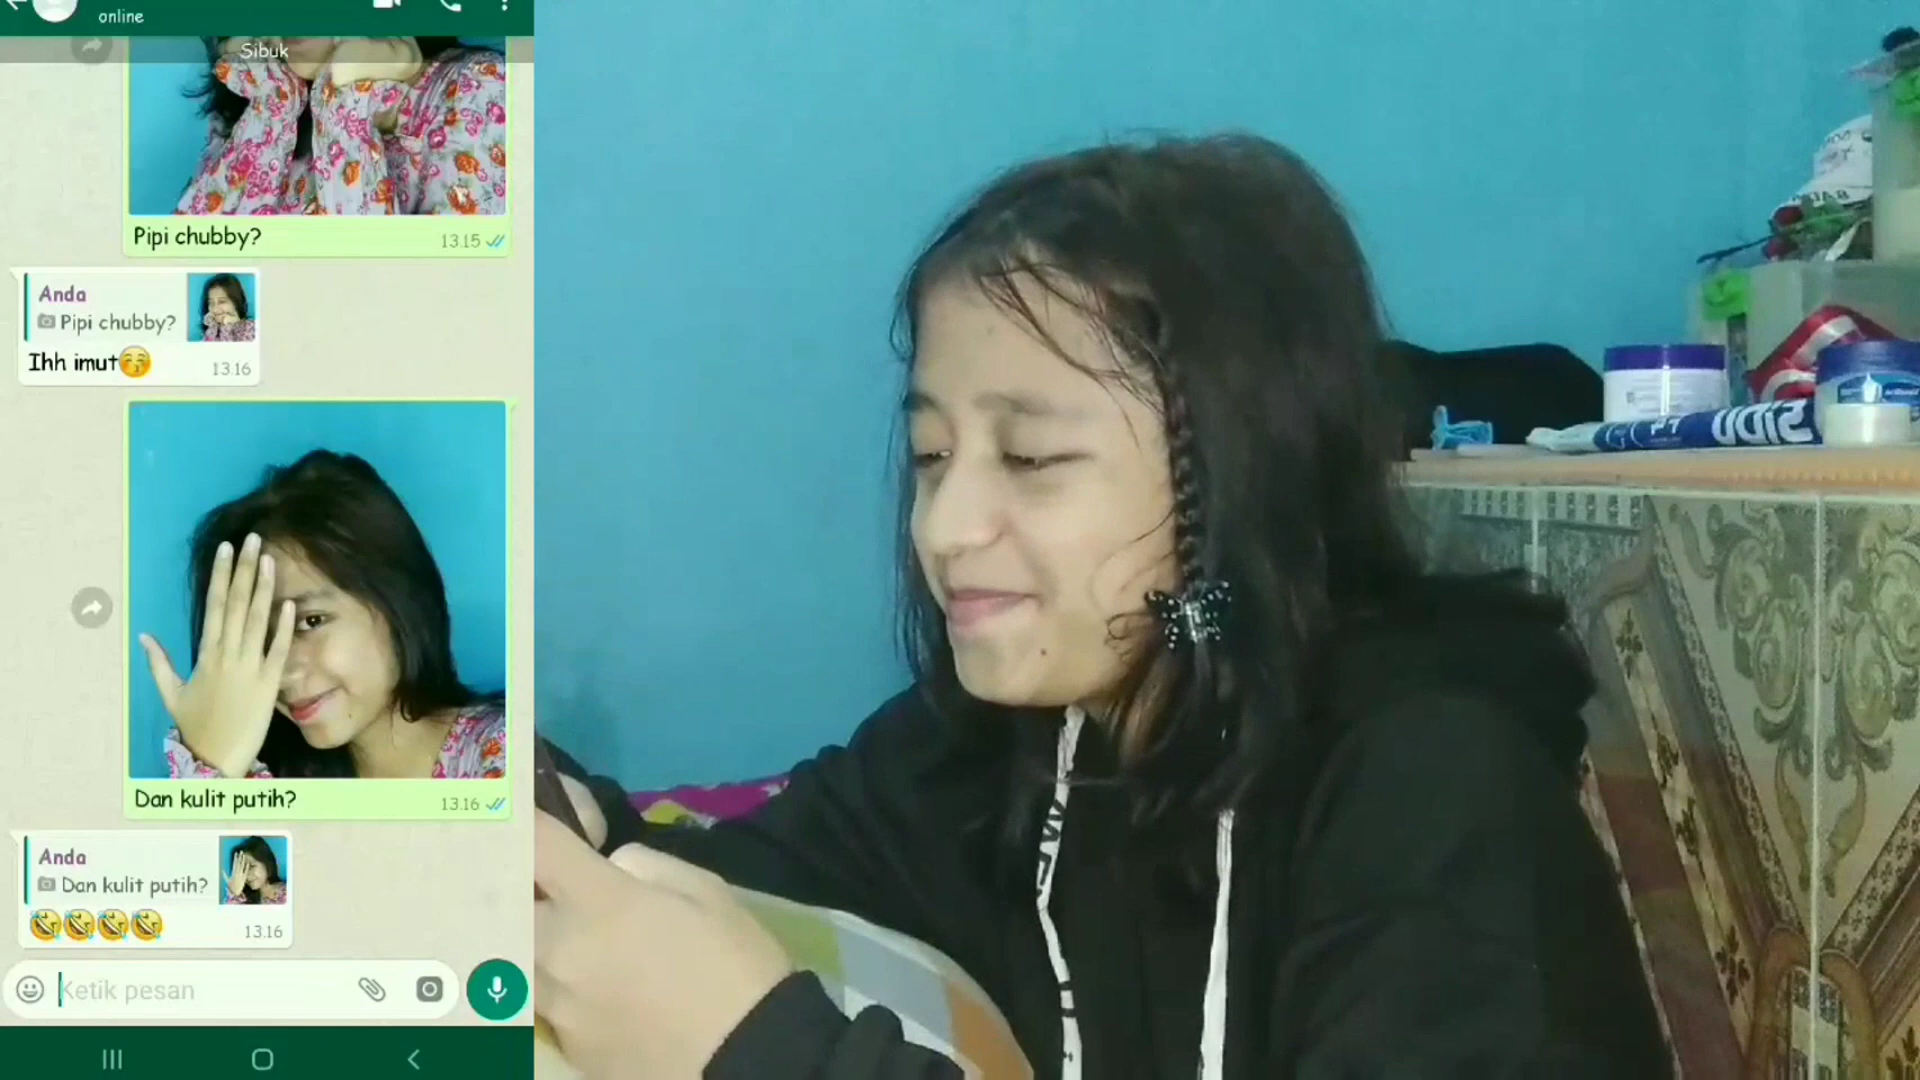 online
Sibuk
Pipi chubby?
13.15
Anda
Pipi chubby?
Ihh imut😚
13.16
Dan kulit putih?
13.16
Anda
Dan kulit putih?
🤣🤣🤣🤣
13.16
Ketik pesan